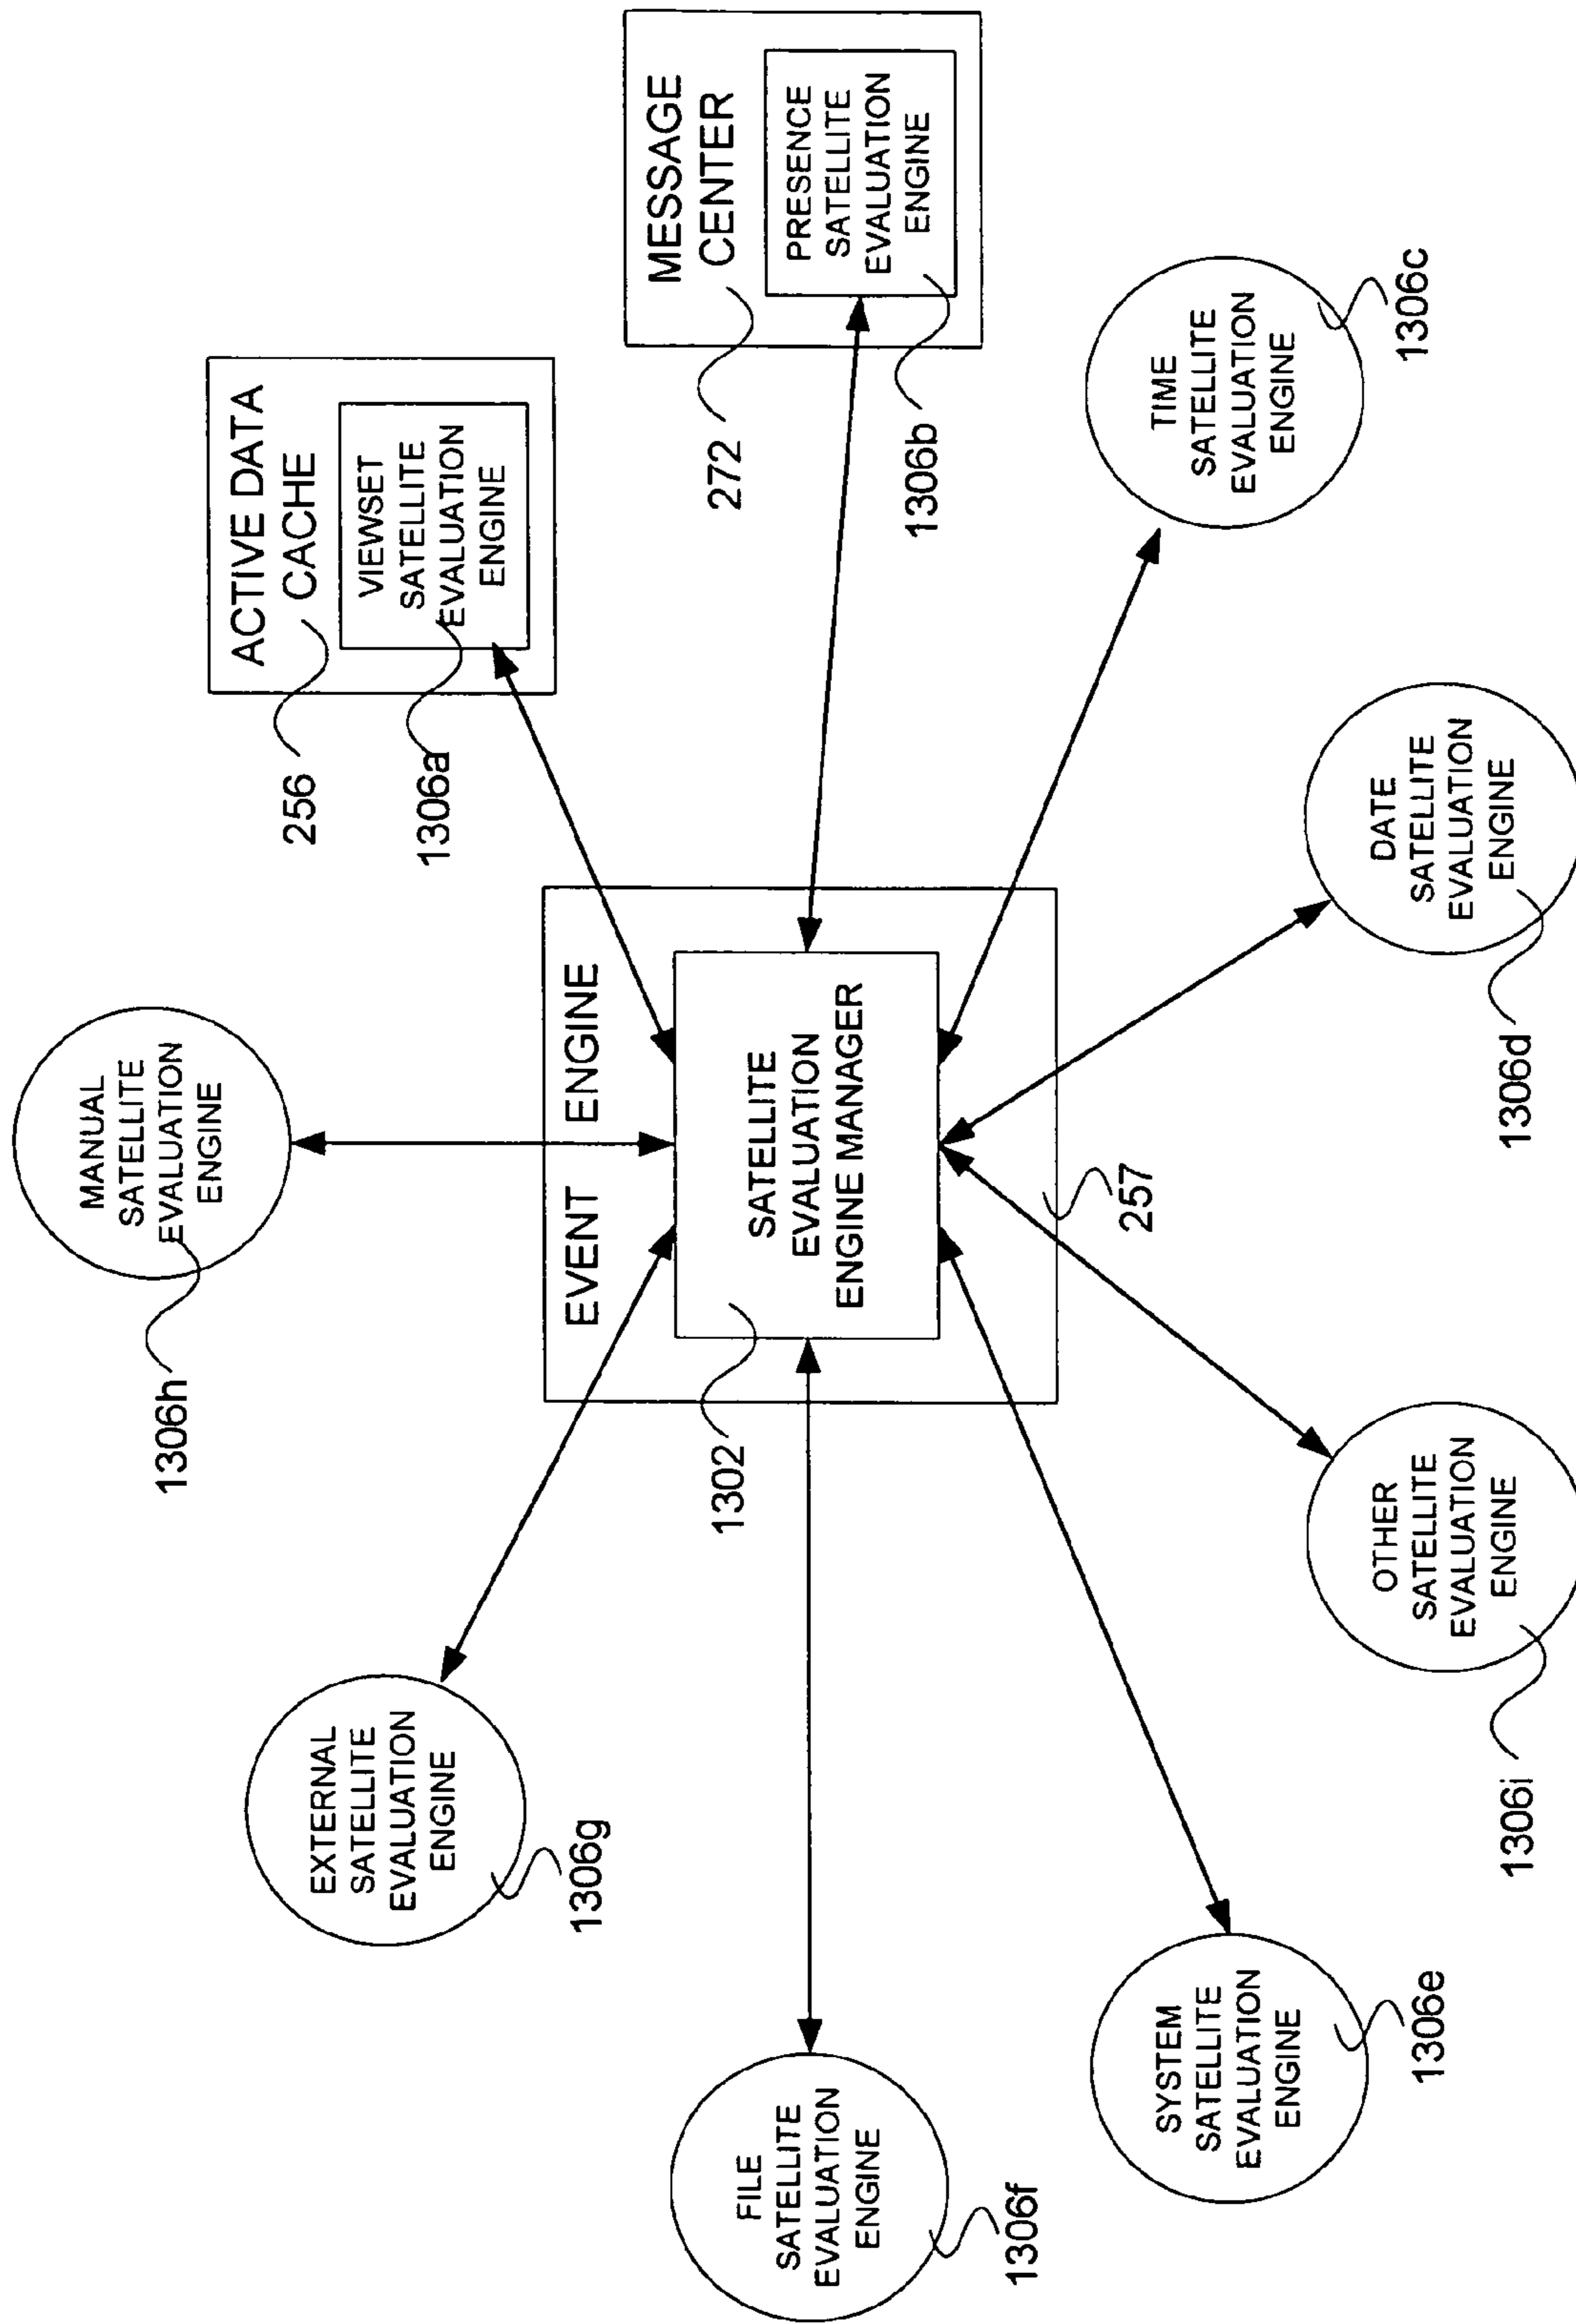 MANUAL
SATELLITE
EVALUATION
ENGINE
1306h
ACTIVE DATA
CACHE
256
VIEWSET
SATELLITE
EVALUATION
ENGINE
1306a
EXTERNAL
SATELLITE
EVALUATION
ENGINE
1306g
EVENT ENGINE
SATELLITE
EVALUATION
ENGINE MANAGER
1302
257
MESSAGE
CENTER
272
PRESENCE
SATELLITE
EVALUATION
ENGINE
1306b
FILE
SATELLITE
EVALUATION
ENGINE
1306f
TIME
SATELLITE
EVALUATION
ENGINE
1306c
SYSTEM
SATELLITE
EVALUATION
ENGINE
1306e
OTHER
SATELLITE
EVALUATION
ENGINE
1306i
DATE
SATELLITE
EVALUATION
ENGINE
1306d